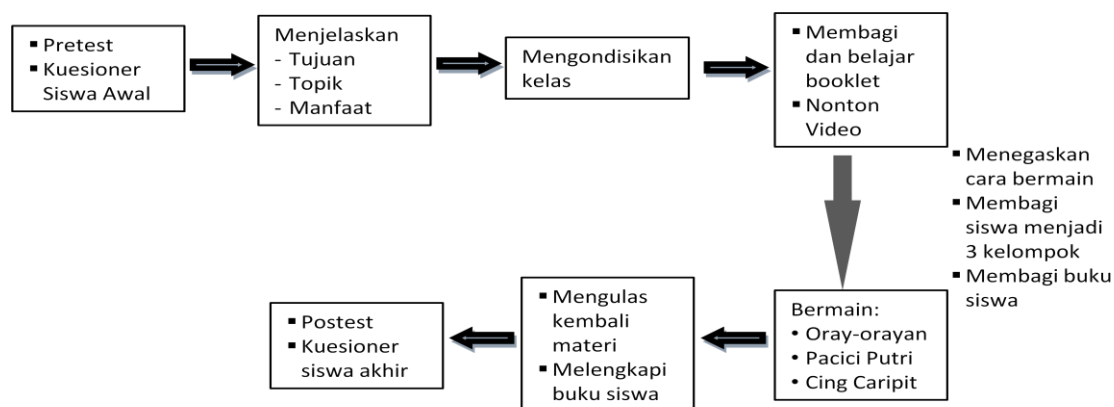 ▪ Pretest
▪ Kuesioner
Siswa Awal
Menjelaskan
- Tujuan
- Topik
- Manfaat
Mengondisikan
kelas
▪ Membagi
dan belajar
booklet
▪ Nonton
Video
▪ Menegaskan
cara bermain
▪ Membagi
siswa menjadi
3 kelompok
▪ Membagi buku
siswa
Bermain:
• Oray-orayan
• Pacici Putri
• Cing Caripit
▪ Mengulas
kembali
materi
▪ Melengkapi
buku siswa
▪ Postest
▪ Kuesioner
siswa akhir